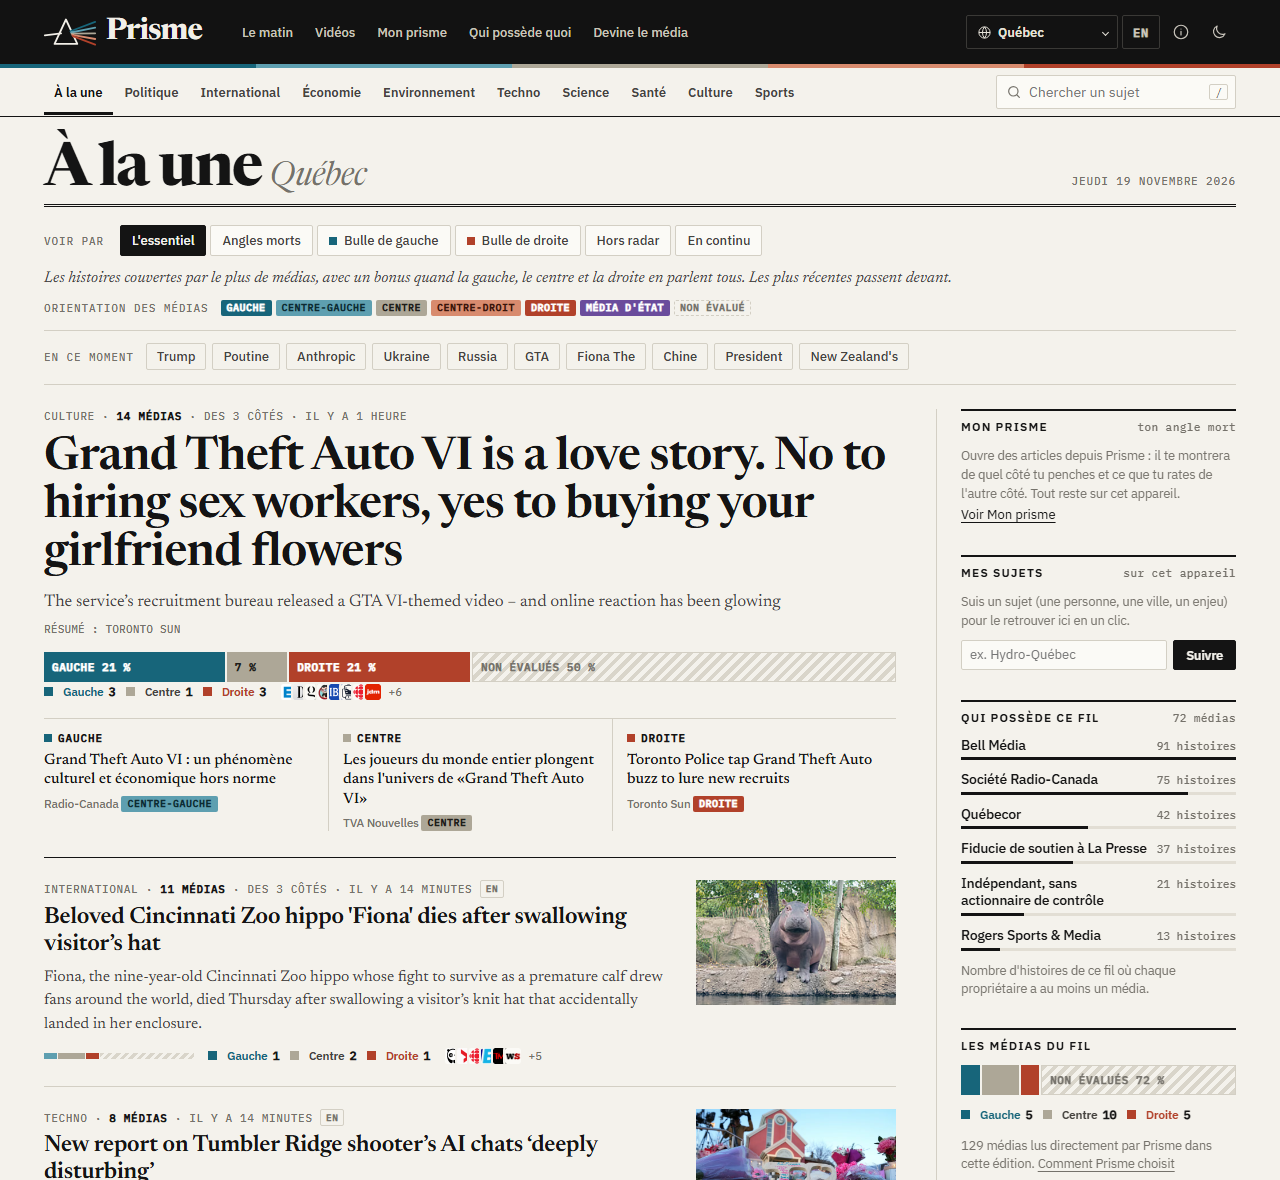 Prisme
Le matin
Vidéos
Mon prisme
Qui possède quoi
Devine le média
Québec
EN
À la une
Politique
International
Économie
Environnement
Techno
Science
Santé
Culture
Sports
Chercher un sujet
/
À la une Québec
JEUDI 19 NOVEMBRE 2026
VOIR PAR
L'essentiel
Angles morts
Bulle de gauche
Bulle de droite
Hors radar
En continu
Les histoires couvertes par le plus de médias, avec un bonus quand la gauche, le centre et la droite en parlent tous. Les plus récentes passent devant.
ORIENTATION DES MÉDIAS
GAUCHE
CENTRE-GAUCHE
CENTRE
CENTRE-DROIT
DROITE
MÉDIA D'ÉTAT
NON ÉVALUÉ
EN CE MOMENT
Trump
Poutine
Anthropic
Ukraine
Russia
GTA
Fiona The
Chine
President
New Zealand's
CULTURE · 14 MÉDIAS · DES 3 CÔTÉS · IL Y A 1 HEURE
Grand Theft Auto VI is a love story. No to
hiring sex workers, yes to buying your
girlfriend flowers
The service’s recruitment bureau released a GTA VI-themed video – and online reaction has been glowing
RÉSUMÉ : TORONTO SUN
GAUCHE 21 %
7 %
DROITE 21 %
NON ÉVALUÉS 50 %
Gauche 3
Centre 1
Droite 3
+6
GAUCHE
Grand Theft Auto VI : un phénomène
culturel et économique hors norme
Radio-Canada CENTRE-GAUCHE
CENTRE
Les joueurs du monde entier plongent
dans l'univers de «Grand Theft Auto
VI»
TVA Nouvelles CENTRE
DROITE
Toronto Police tap Grand Theft Auto
buzz to lure new recruits
Toronto Sun DROITE
INTERNATIONAL · 11 MÉDIAS · DES 3 CÔTÉS · IL Y A 14 MINUTES EN
Beloved Cincinnati Zoo hippo 'Fiona' dies after swallowing
visitor’s hat
Fiona, the nine-year-old Cincinnati Zoo hippo whose fight to survive as a premature calf drew
fans around the world, died Thursday after swallowing a visitor’s knit hat that accidentally
landed in her enclosure.
Gauche 1
Centre 2
Droite 1
+5
TECHNO · 8 MÉDIAS · IL Y A 14 MINUTES EN
New report on Tumbler Ridge shooter’s AI chats ‘deeply
disturbing’
MON PRISME
ton angle mort
Ouvre des articles depuis Prisme : il te montrera
de quel côté tu penches et ce que tu rates de
l'autre côté. Tout reste sur cet appareil.
Voir Mon prisme
MES SUJETS
sur cet appareil
Suis un sujet (une personne, une ville, un enjeu)
pour le retrouver ici en un clic.
ex. Hydro-Québec
Suivre
QUI POSSÈDE CE FIL
72 médias
Bell Média
91 histoires
Société Radio-Canada
75 histoires
Québecor
42 histoires
Fiducie de soutien à La Presse
37 histoires
Indépendant, sans
actionnaire de contrôle
21 histoires
Rogers Sports & Media
13 histoires
Nombre d'histoires de ce fil où chaque
propriétaire a au moins un média.
LES MÉDIAS DU FIL
NON ÉVALUÉS 72 %
Gauche 5
Centre 10
Droite 5
129 médias lus directement par Prisme dans
cette édition. Comment Prisme choisit